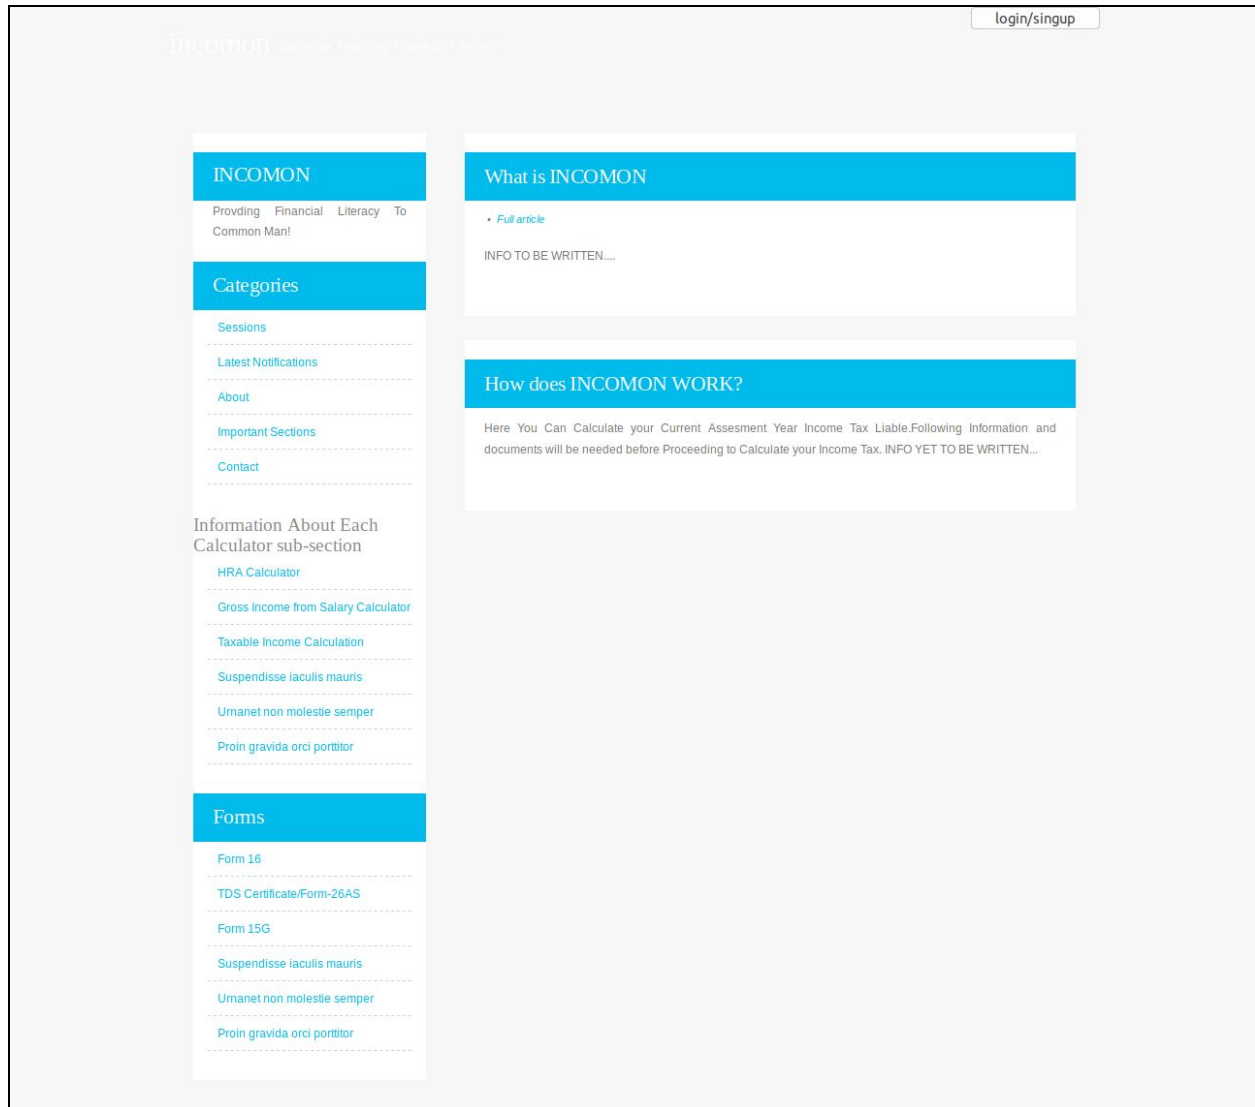 login/singup
incomon
INCOMON
Provding Financial Literacy To
Common Man!
Categories
Sessions
Latest Notifications
About
Important Sections
Contact
Information About Each
Calculator sub-section
HRA Calculator
Gross Income from Salary Calculator
Taxable Income Calculation
Suspendisse iaculis mauris
Urnanet non molestie semper
Proin gravida orci porttitor
Forms
Form 16
TDS Certificate/Form-26AS
Form 15G
Suspendisse iaculis mauris
Urnanet non molestie semper
Proin gravida orci porttitor
What is INCOMON
• Full article
INFO TO BE WRITTEN....
How does INCOMON WORK?
Here You Can Calculate your Current Assesment Year Income Tax Liable.Following Information and
documents will be needed before Proceeding to Calculate your Income Tax. INFO YET TO BE WRITTEN...